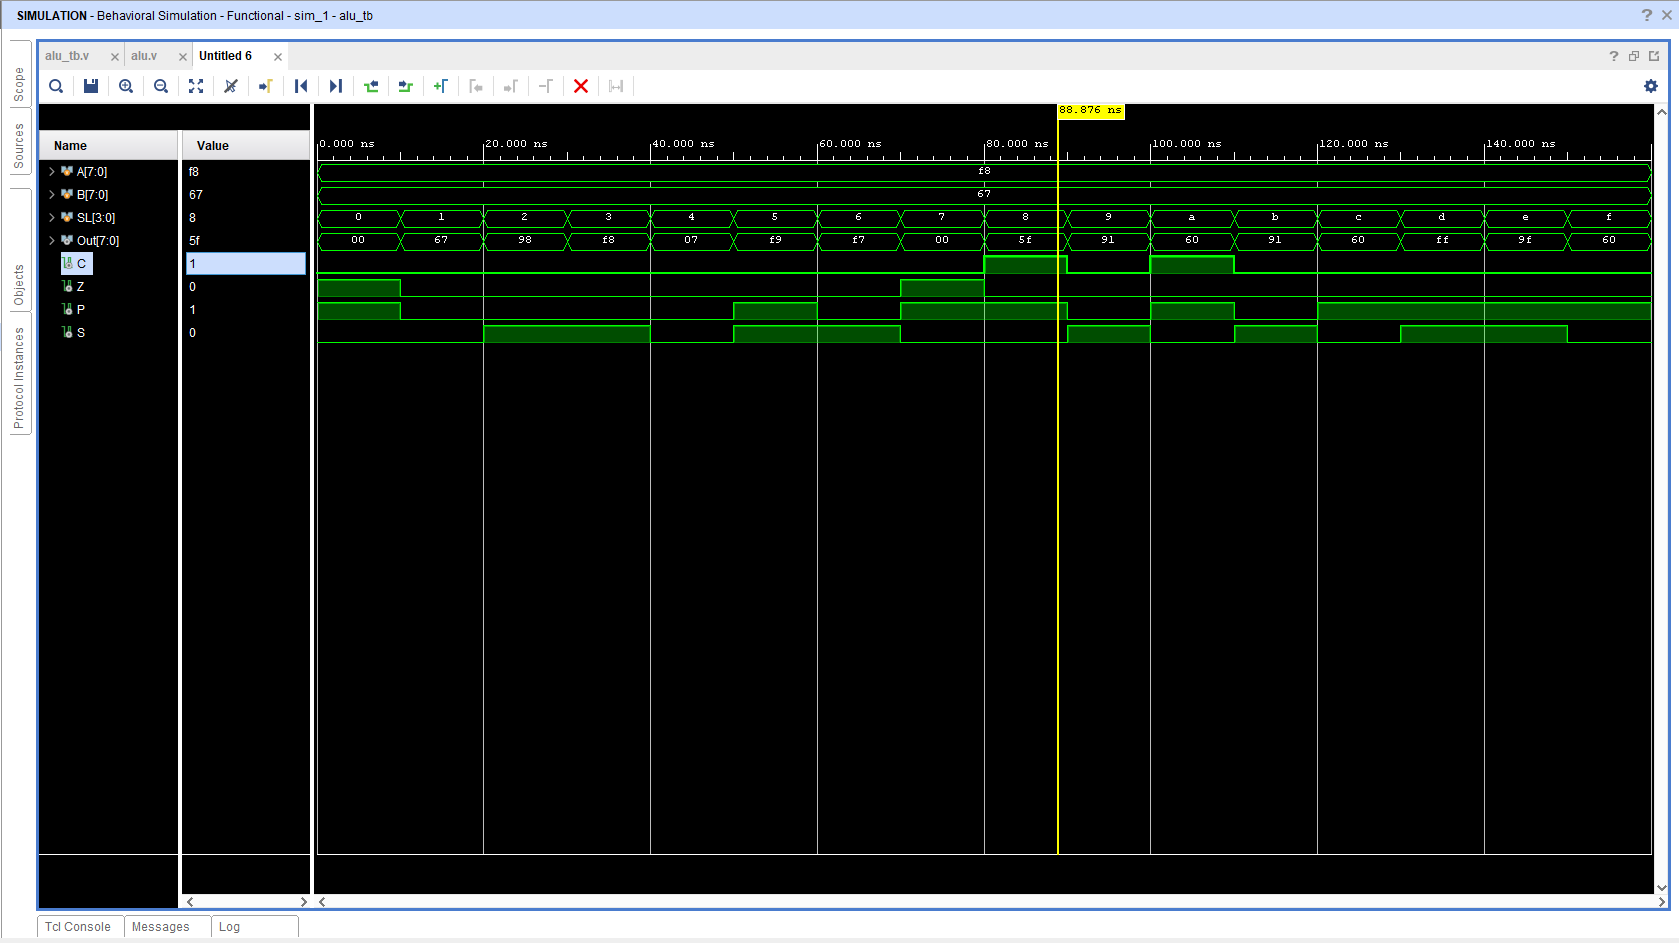 SIMULATION - Behavioral Simulation - Functional - sim_1 - alu_tb
? ×
Scope
Sources
Objects
Protocol Instances
alu_tb.v × alu.v × Untitled 6 ×
?
88.876 ns
Name Value
0.000 ns 20.000 ns 40.000 ns 60.000 ns 80.000 ns 100.000 ns 120.000 ns 140.000 ns
A[7:0] f8 f8
B[7:0] 67 67
SL[3:0] 8 0 1 2 3 4 5 6 7 8 9 a b c d e f
Out[7:0] 5f 00 67 98 f8 07 f9 f7 00 5f 91 60 91 60 ff 9f 60
C 1
Z 0
P 1
S 0
Tcl Console Messages Log